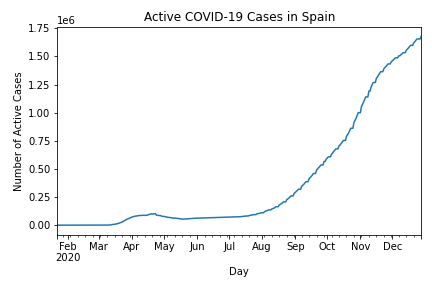 Active COVID-19 Cases in Spain
1e6
Number of Active Cases
1.75
1.50
1.25
1.00
0.75
0.50
0.25
0.00
Feb Mar Apr May Jun Jul Aug Sep Oct Nov Dec
2020
Day